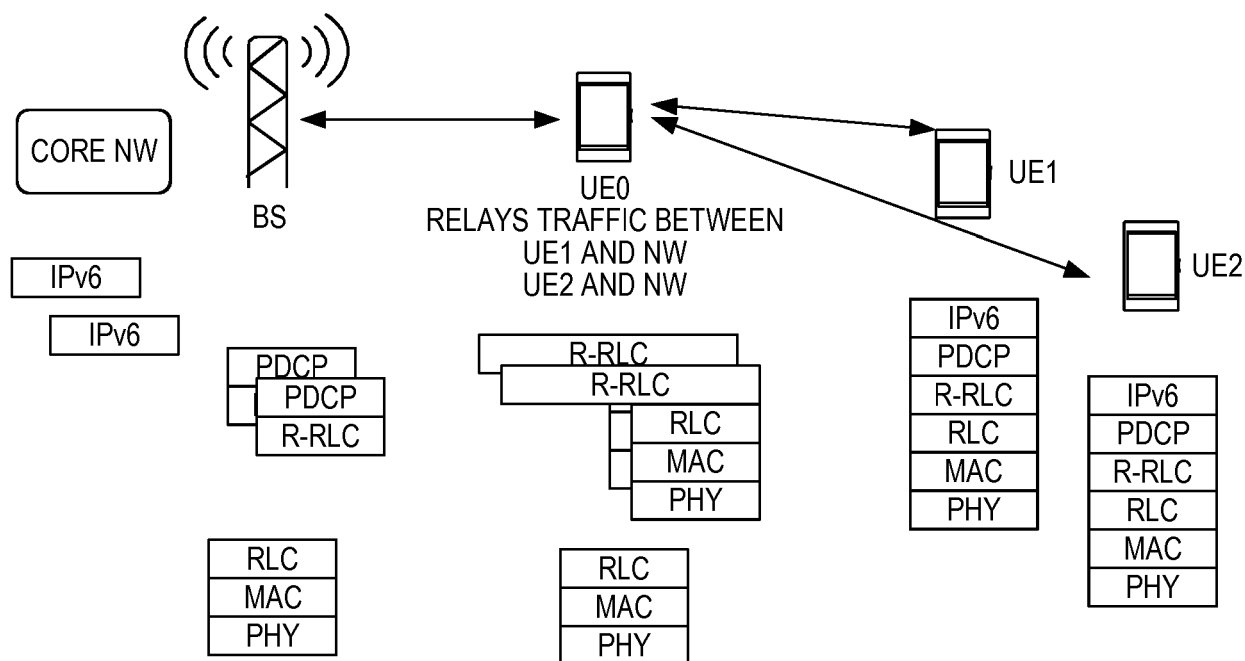 CORE NW
BS
UE0
RELAYS TRAFFIC BETWEEN
UE1 AND NW
UE2 AND NW
UE1
UE2
IPv6
IPv6
PDCP
PDCP
R-RLC
RLC
MAC
PHY
R-RLC
R-RLC
RLC
MAC
PHY
RLC
MAC
PHY
IPv6
PDCP
R-RLC
RLC
MAC
PHY
IPv6
PDCP
R-RLC
RLC
MAC
PHY